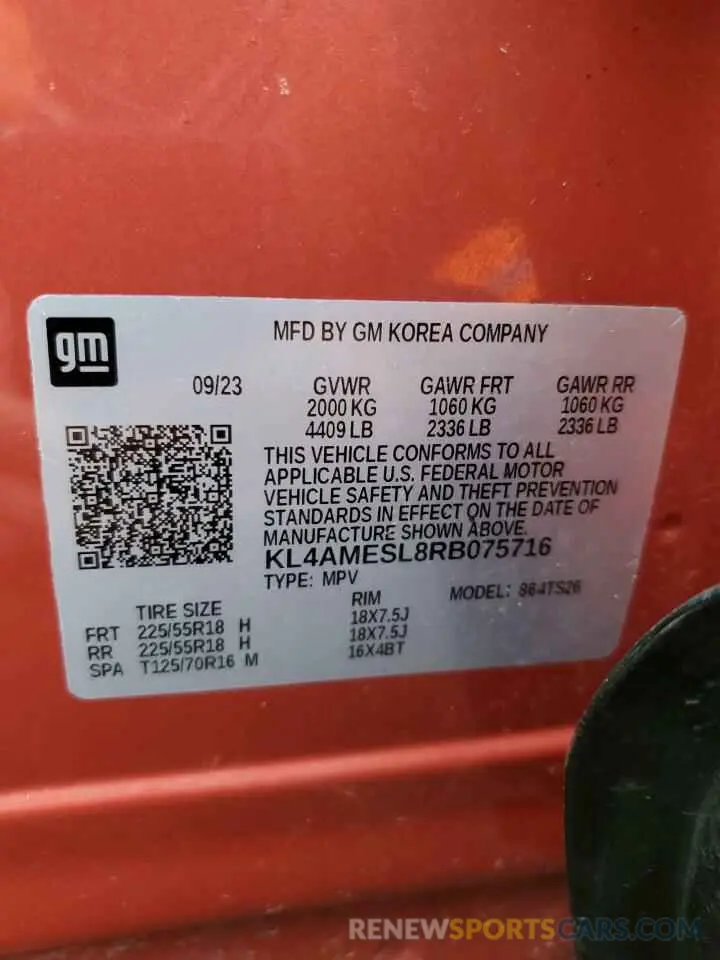 gm
MFD BY GM KOREA COMPANY
09/23 GVWR GAWR FRT GAWR RR
2000 KG 1060 KG 1060 KG
4409 LB 2336 LB 2336 LB
THIS VEHICLE CONFORMS TO ALL
APPLICABLE U.S. FEDERAL MOTOR
VEHICLE SAFETY AND THEFT PREVENTION
STANDARDS IN EFFECT ON THE DATE OF
MANUFACTURE SHOWN ABOVE.
KL4AMESL8RB075716
TYPE: MPV MODEL: 864TS26
TIRE SIZE RIM
FRT 225/55R18 H 18X7.5J
RR 225/55R18 H 18X7.5J
SPA T125/70R16 M 16X4BT
RENEWSPORTSCARS.COM